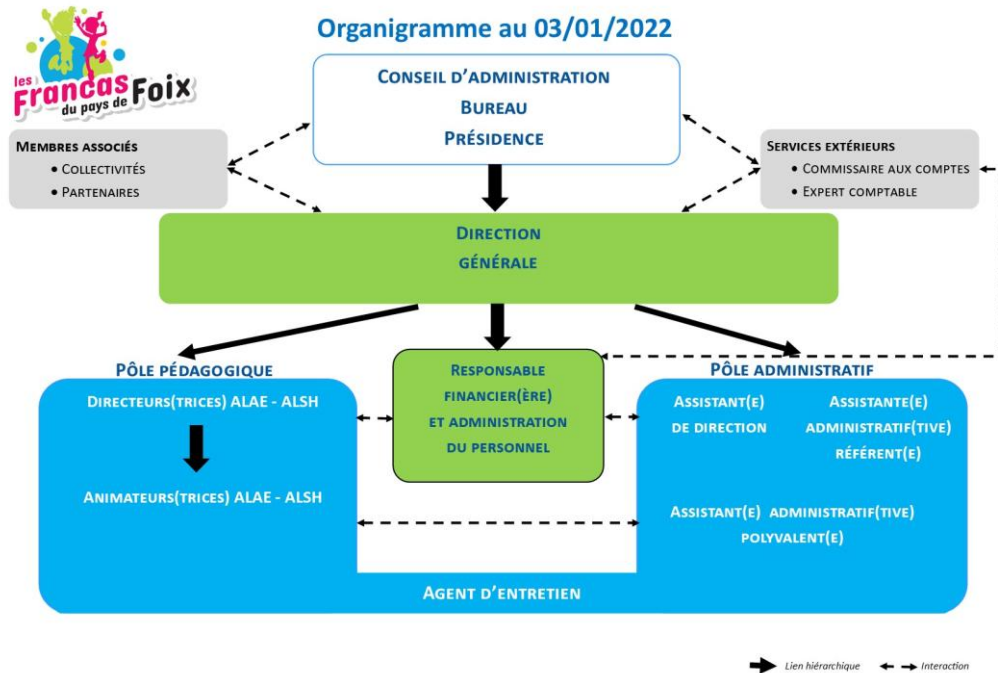 Organigramme au 03/01/2022
les
Francas
du pays de
Foix
CONSEIL D'ADMINISTRATION
BUREAU
PRÉSIDENCE
MEMBRES ASSOCIÉS
• COLLECTIVITÉS
• PARTENAIRES
SERVICES EXTÉRIEURS
• COMMISSAIRE AUX COMPTES
• EXPERT COMPTABLE
DIRECTION
GÉNÉRALE
PÔLE PÉDAGOGIQUE
DIRECTEURS(TRICES) ALAE - ALSH
ANIMATEURS(TRICES) ALAE - ALSH
RESPONSABLE
FINANCIER(ÈRE)
ET ADMINISTRATION
DU PERSONNEL
PÔLE ADMINISTRATIF
ASSISTANT(E)
DE DIRECTION
ASSISTANTE(E)
ADMINISTRATIF(TIVE)
RÉFÉRENT(E)
ASSISTANT(E) ADMINISTRATIF(TIVE)
POLYVALENT(E)
AGENT D'ENTRETIEN
Lien hiérarchique
Interaction